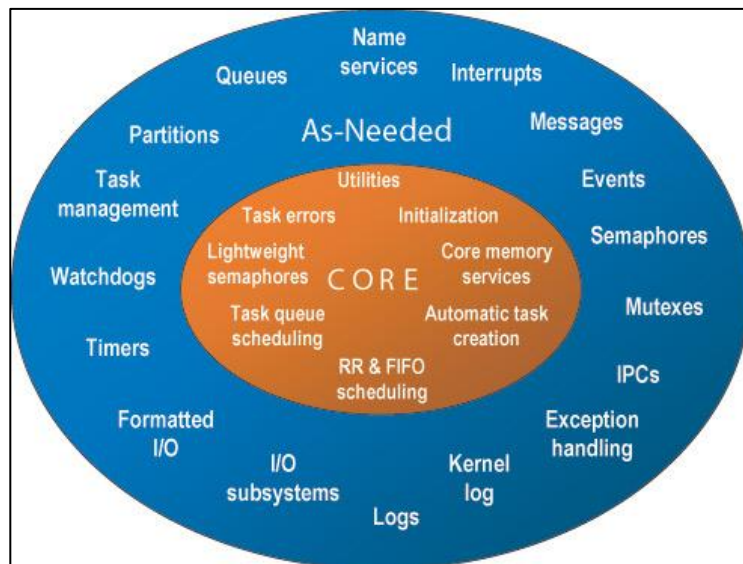 Name
services
Queues
Interrupts
Partitions
As-Needed
Messages
Task
management
Utilities
Events
Task errors
Initialization
Semaphores
Lightweight
semaphores
CORE
Core memory
services
Watchdogs
Mutexes
Task queue
scheduling
Automatic task
creation
Timers
RR & FIFO
scheduling
IPCs
Formatted
I/O
Exception
handling
I/O
subsystems
Kernel
log
Logs